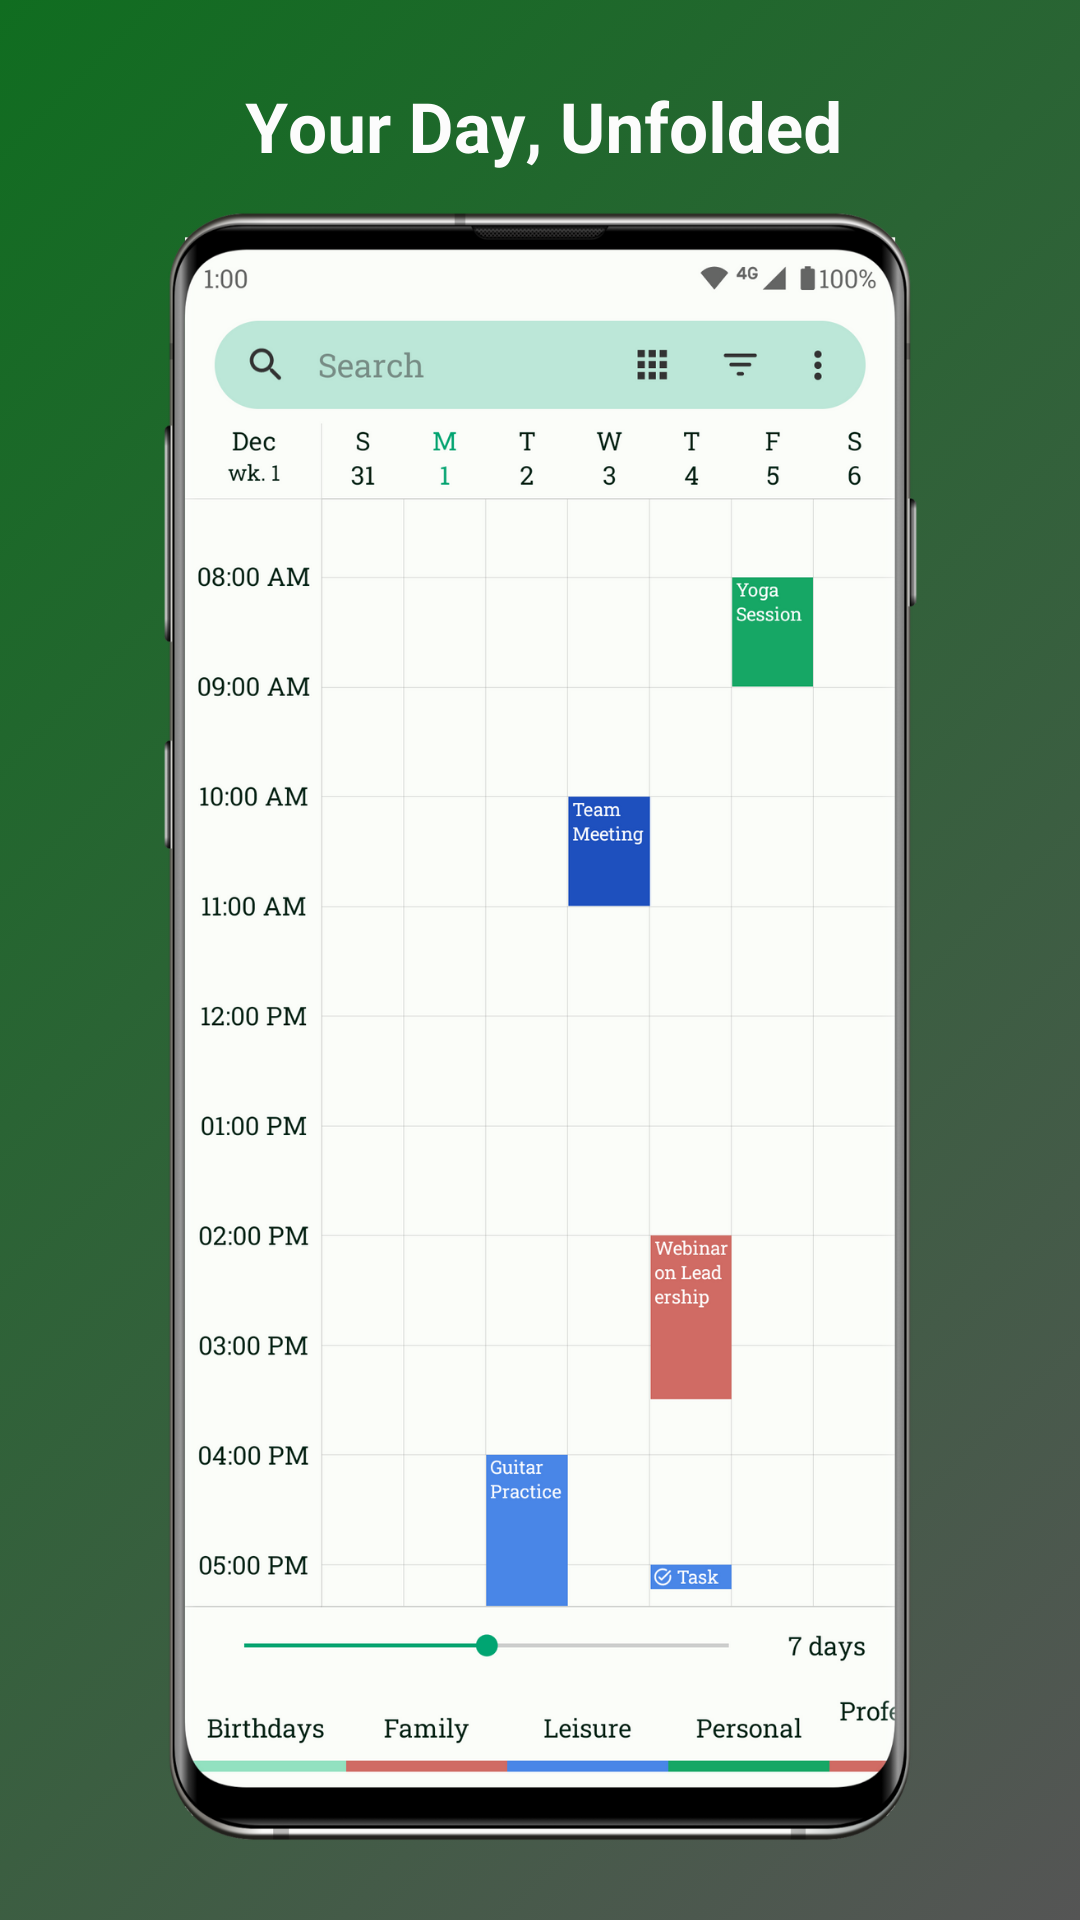 Your Day, Unfolded
1:00
4G
100%
Search
Dec
wk. 1
S
31
M
1
T
2
W
3
T
4
F
5
S
6
08:00 AM
Yoga
Session
09:00 AM
10:00 AM
Team
Meeting
11:00 AM
12:00 PM
01:00 PM
02:00 PM
Webinar
on Lead
ership
03:00 PM
04:00 PM
Guitar
Practice
05:00 PM
Task
7 days
Birthdays
Family
Leisure
Personal
Profe